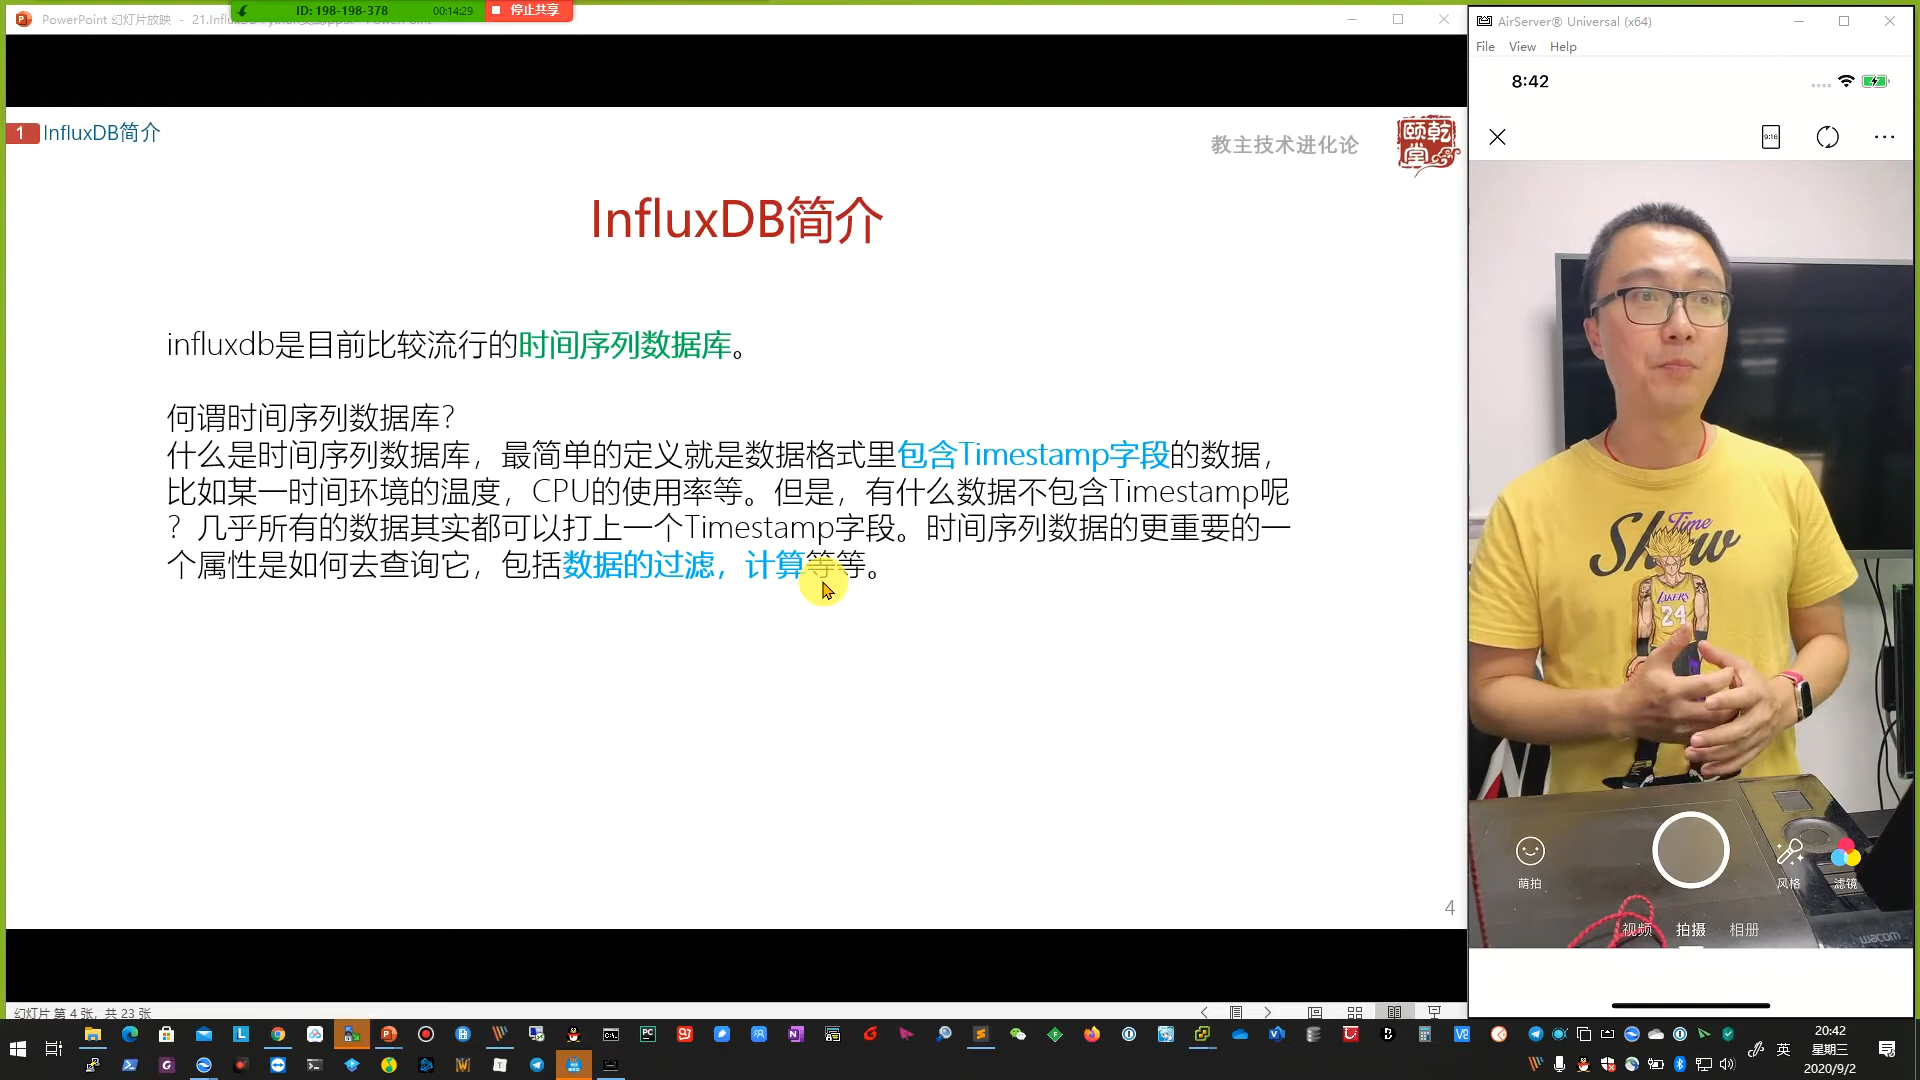 PowerPoint 幻灯片放映 -
ID: 198-198-378
00:14:29
停止共享
AirServer® Universal (x64)
File View Help
8:42
9:16
1 InfluxDB简介
教主技术进化论
乾颐堂
InfluxDB简介
influxdb是目前比较流行的时间序列数据库。
何谓时间序列数据库？
什么是时间序列数据库，最简单的定义就是数据格式里包含Timestamp字段的数据，
比如某一时间环境的温度，CPU的使用率等。但是，有什么数据不包含Timestamp呢
？几乎所有的数据其实都可以打上一个Timestamp字段。时间序列数据的更重要的一
个属性是如何去查询它，包括数据的过滤，计算等等。
4
Time
Show
LAKERS
24
萌拍
风格
滤镜
视频 拍摄 相册
wacom
幻灯片 第 4 张，共 23 张
英
20:42
星期三
2020/9/2